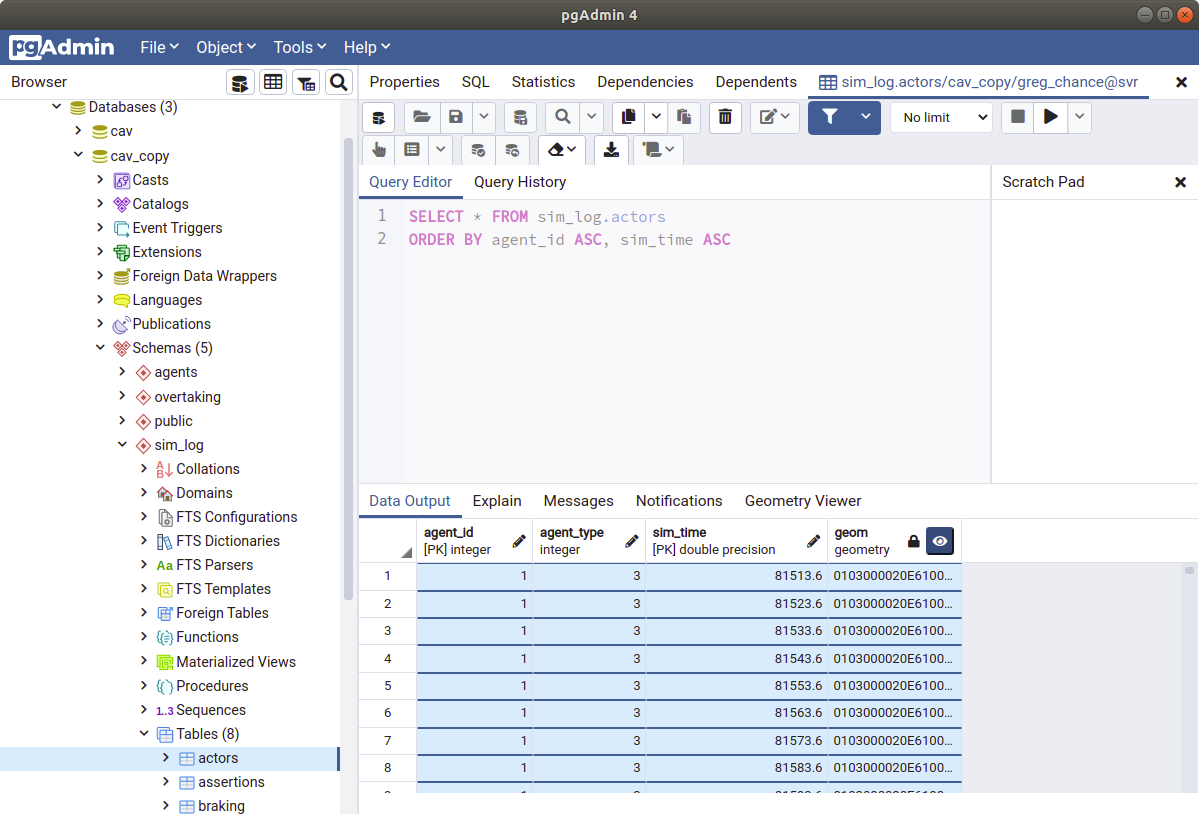 pgAdmin 4
pgAdmin File Object Tools Help
Browser
Properties SQL Statistics Dependencies Dependents sim_log.actors/cav_copy/greg_chance@svr
Databases (3)
cav
cav_copy
Casts
Catalogs
Event Triggers
Extensions
Foreign Data Wrappers
Languages
Publications
Schemas (5)
agents
overtaking
public
sim_log
A
B
Collations
Domains
FTS Configurations
FTS Dictionaries
Aa FTS Parsers
FTS Templates
Foreign Tables
Functions
Materialized Views
Procedures
1..3 Sequences
Tables (8)
actors
assertions
braking
No limit
Query Editor Query History
Scratch Pad
1 SELECT * FROM sim_log.actors
2 ORDER BY agent_id ASC, sim_time ASC
Data Output Explain Messages Notifications Geometry Viewer
agent_id agent_type sim_time geom
[PK] integer integer [PK] double precision geometry
1 1 3 81513.6 0103000020E6100...
2 1 3 81523.6 0103000020E6100...
3 1 3 81533.6 0103000020E6100...
4 1 3 81543.6 0103000020E6100...
5 1 3 81553.6 0103000020E6100...
6 1 3 81563.6 0103000020E6100...
7 1 3 81573.6 0103000020E6100...
8 1 3 81583.6 0103000020E6100...